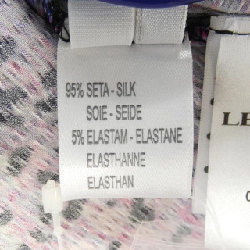 95% SETA - SILK
SOIE - SEIDE
5% ELASTAM - ELASTANE
ELASTHANNE
ELASTHAN
LE